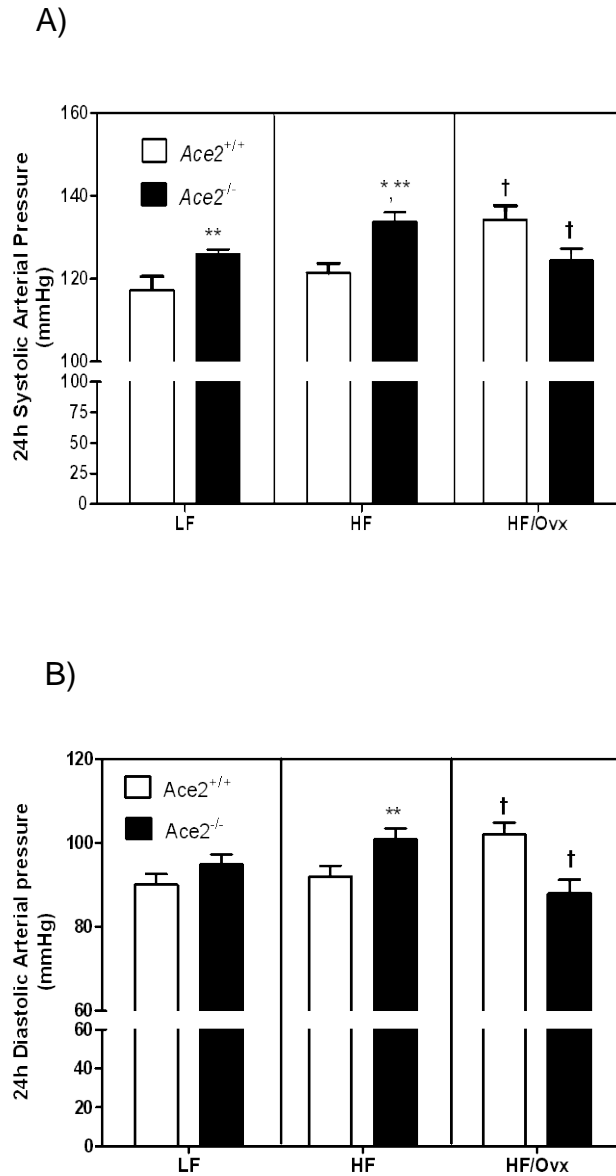 A)
24h Systolic Arterial Pressure
(mmHg)
160
140
120
100
100
75
50
25
0
Ace2+/+
Ace2-/-
**
*,**
†
†
LF
HF
HF/Ovx
B)
24h Diastolic Arterial pressure
(mmHg)
120
100
80
60
60
40
20
0
Ace2+/+
Ace2-/-
**
†
†
LF
HF
HF/Ovx